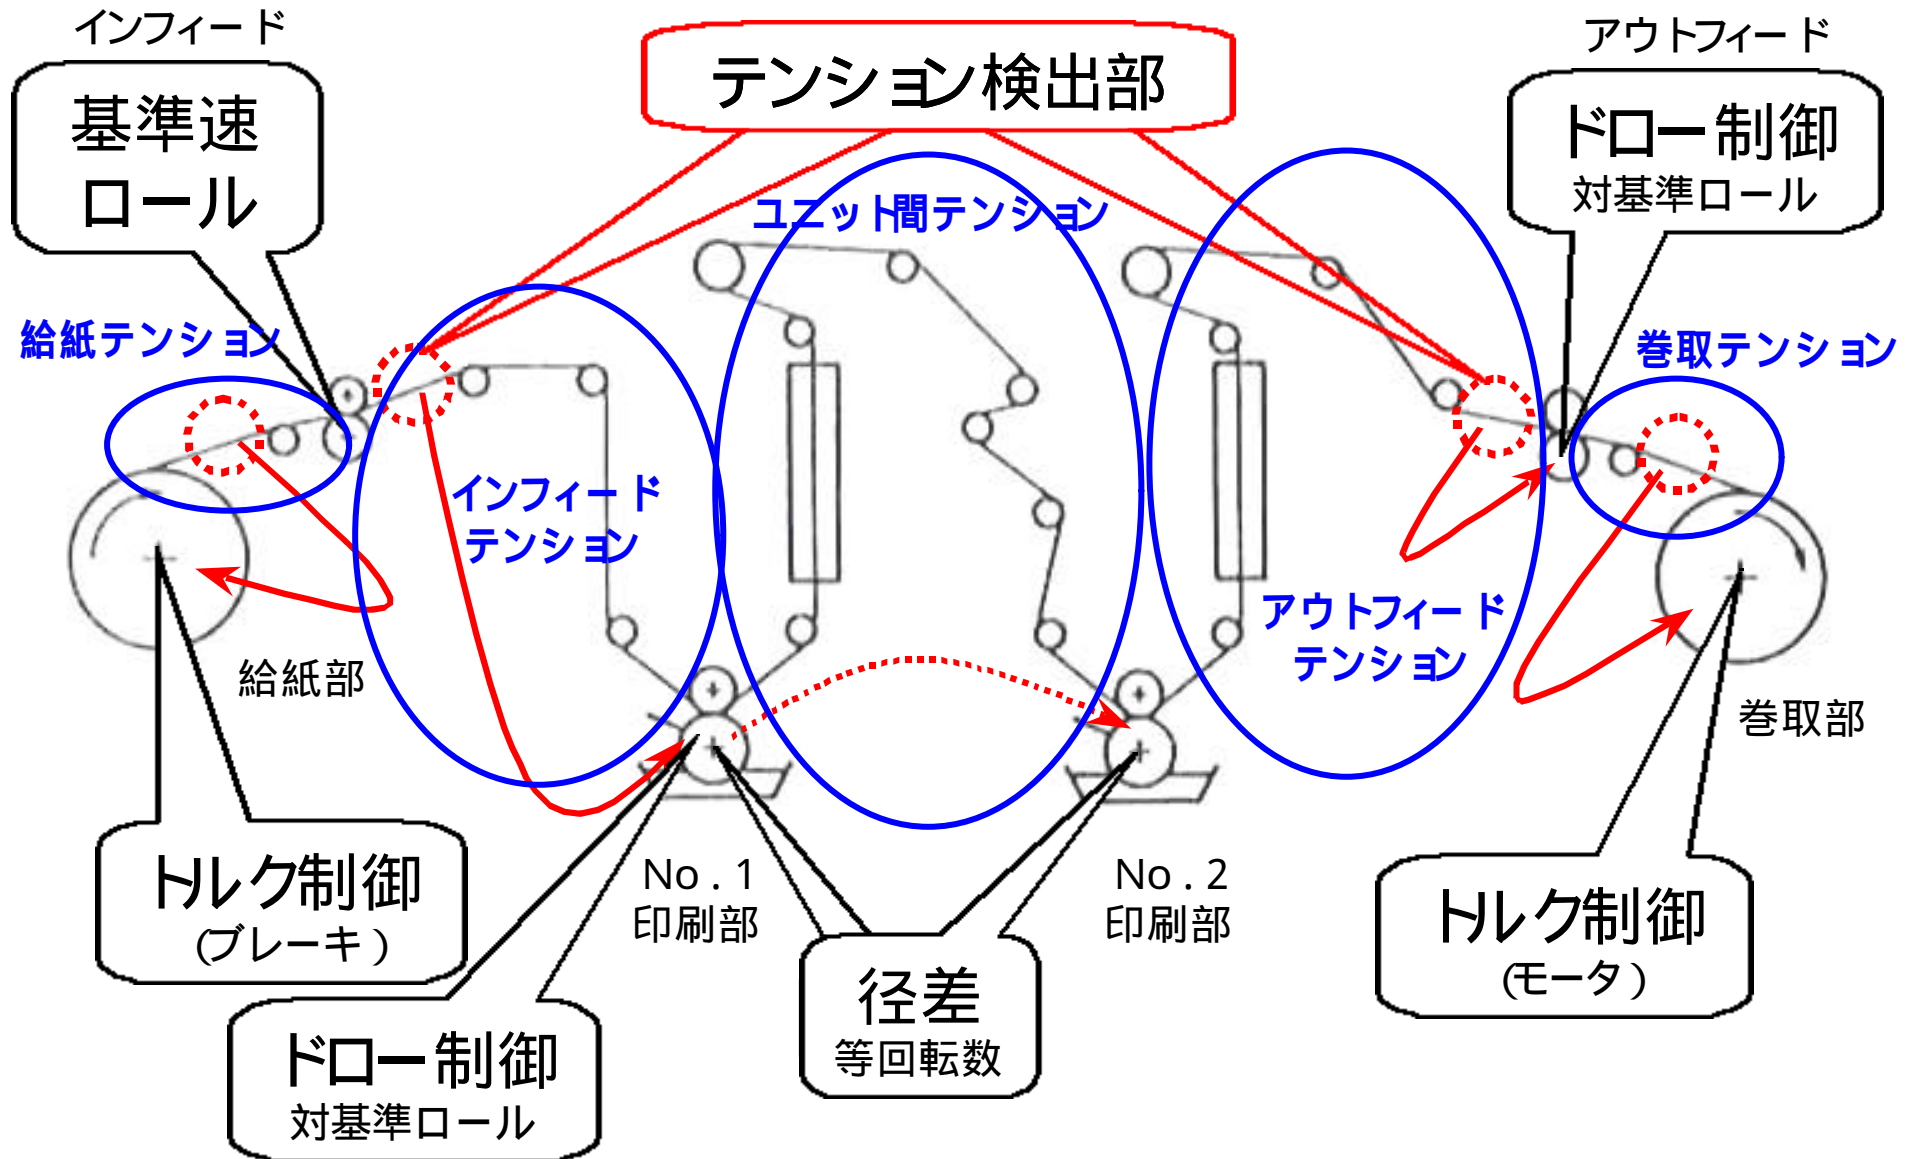 インフィード
アウトフィード
テンション検出部
基準速
ロール
ドロー制御
対基準ロール
ユニット間テンション
給紙テンション
巻取テンション
インフィード
テンション
アウトフィード
テンション
給紙部
巻取部
トルク制御
(ブレーキ)
No.1
印刷部
No.2
印刷部
トルク制御
(モータ)
径差
等回転数
ドロー制御
対基準ロール